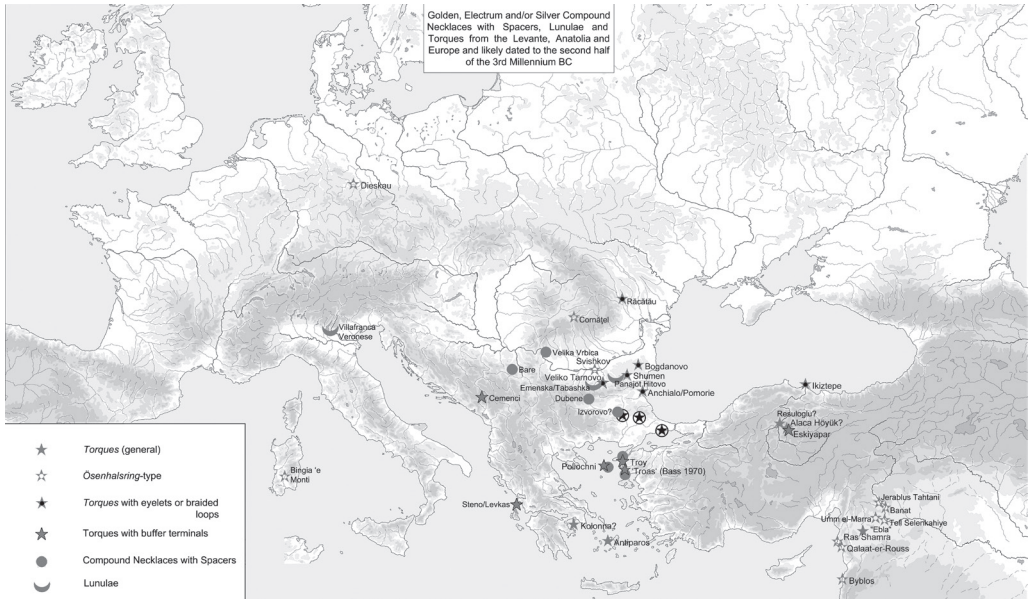 Golden, Electrum and/or Silver Compound
Necklaces with Spacers, Lunulae and
Torques from the Levante, Anatolia and
Europe and likely dated to the second half
of the 3rd Millennium BC
Dieskau
Răcătău
Cornăţel
Villafranca
Veronese
Velika Vrbica
Svishkov
Bogdanovo
Bare
Veliko Tarnovo
Shumen
Panajot Hitovo
Emenska/Tabashka
Ikiztepe
Anchialo/Pomorie
Cemenci
Dubene
Izvorovo?
Resuloglu?
Alaca Höyük?
Eskiyapar
Torques (general)
Ösenhalsring-type
Bingia 'e
Monti
Poliochni
Troy
'Troas' (Bass 1970)
Torques with eyelets or braided
loops
Steno/Levkas
Jerablus Tahtani
Banat
Umm el-Marra
Tell Selenkahiye
Torques with buffer terminals
Kolonna?
"Ebla"
Ras Shamra
Antiparos
Qalaat-er-Rouss
Compound Necklaces with Spacers
Lunulae
Byblos